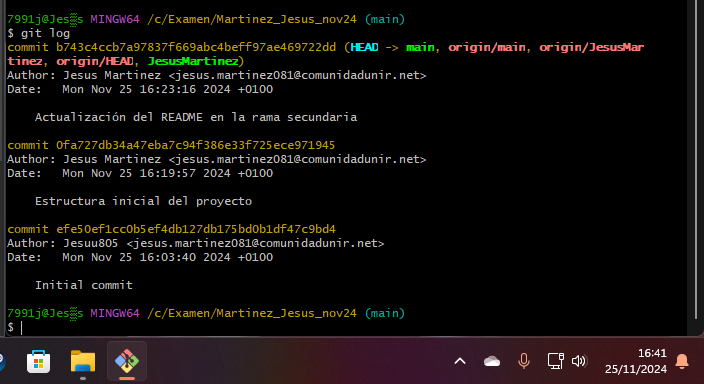 7991j@Jes▒s MINGW64 /c/Examen/Martinez_Jesus_nov24 (main)
$ git log
commit b743c4ccb7a97837f669abc4beff97ae469722dd (HEAD -> main, origin/main, origin/JesusMar
tinez, origin/HEAD, JesusMartinez)
Author: Jesus Martinez <jesus.martinez081@comunidadunir.net>
Date:   Mon Nov 25 16:23:16 2024 +0100
Actualización del README en la rama secundaria
commit 0fa727db34a47eba7c94f386e33f725ece971945
Author: Jesus Martinez <jesus.martinez081@comunidadunir.net>
Date:   Mon Nov 25 16:19:57 2024 +0100
Estructura inicial del proyecto
commit efe50ef1cc0b5ef4db127db175bd0b1df47c9bd4
Author: Jesuu805 <jesus.martinez081@comunidadunir.net>
Date:   Mon Nov 25 16:03:40 2024 +0100
Initial commit
7991j@Jes▒s MINGW64 /c/Examen/Martinez_Jesus_nov24 (main)
$
16:41
25/11/2024